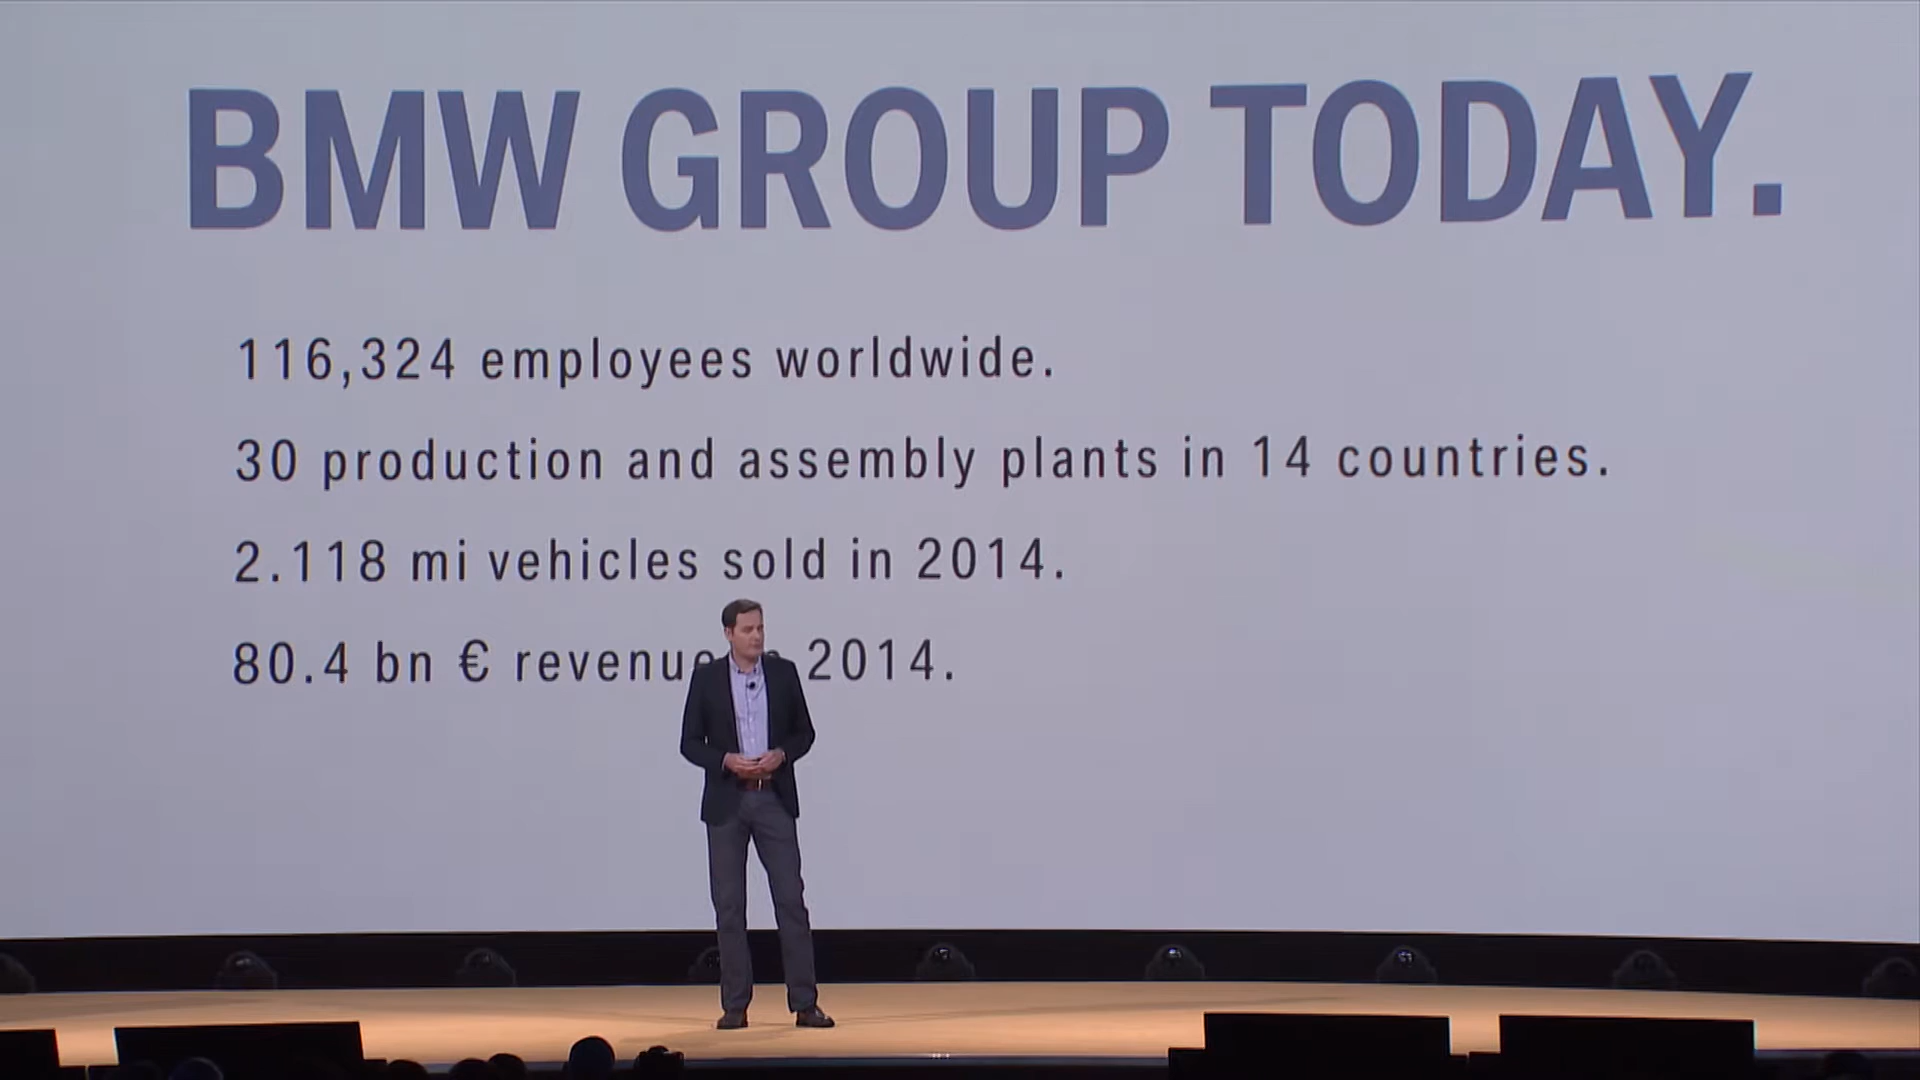 BMW GROUP TODAY.
116,324 employees worldwide.
30 production and assembly plants in 14 countries.
2.118 mi vehicles sold in 2014.
80.4 bn € revenue 2014.